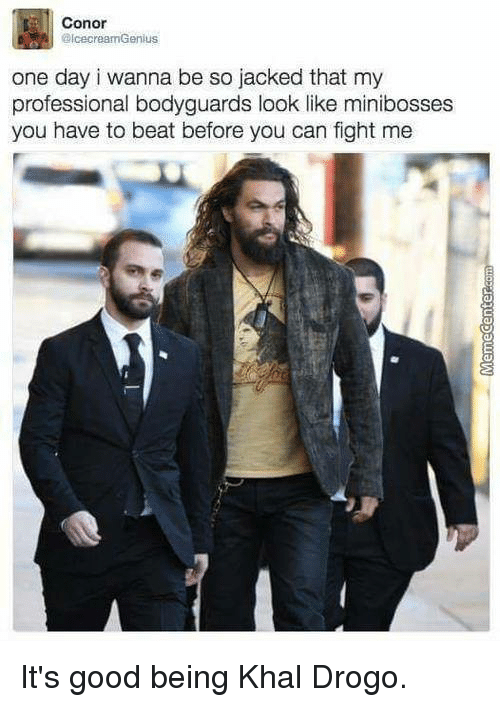 Conor
@IcecreamGenius
one day i wanna be so jacked that my
professional bodyguards look like minibosses
you have to beat before you can fight me
MemeCenter.com
It's good being Khal Drogo.